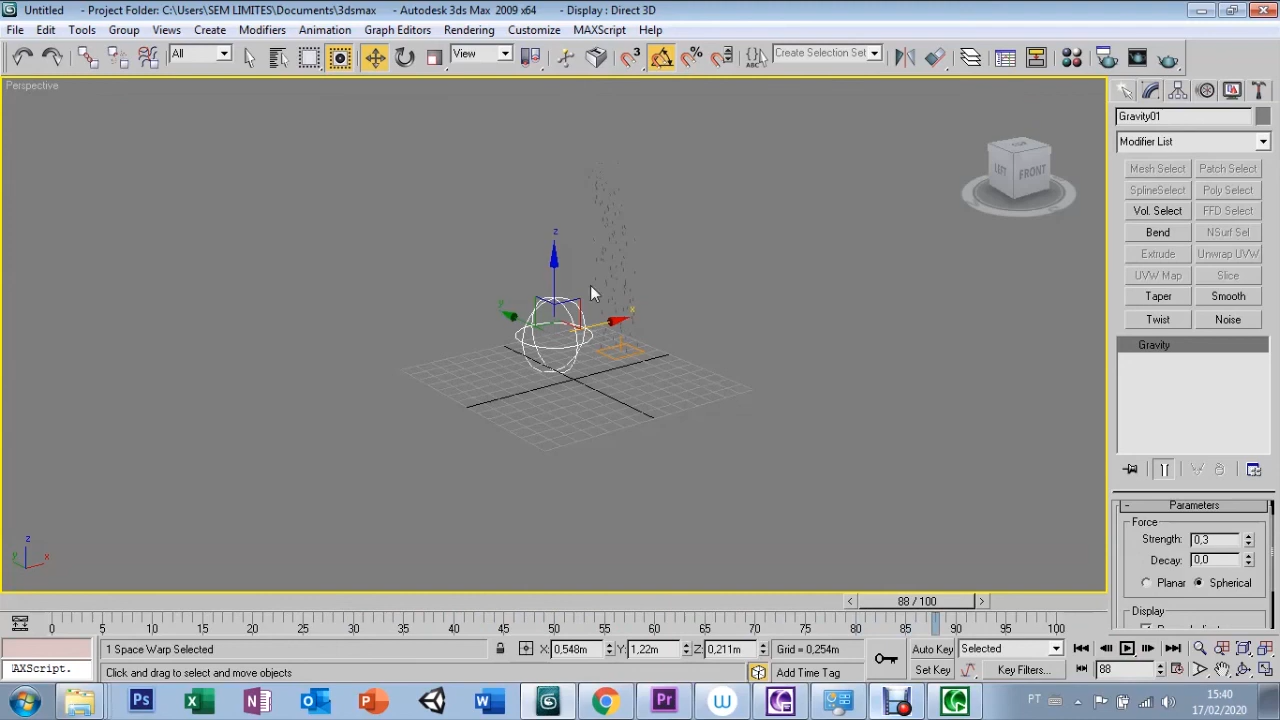 Untitled - Project Folder: C:\Users\SEM LIMITES\Documents\3dsmax - Autodesk 3ds Max 2009 x64 - Display : Direct 3D
File Edit Tools Group Views Create Modifiers Animation Graph Editors Rendering Customize MAXScript Help
All View 3 % ABC Create Selection Set
Perspective
Gravity01
Modifier List
Mesh Select Patch Select
SplineSelect Poly Select
Vol. Select FFD Select
Bend NSurf Sel
Extrude Unwrap UVW
UVW Map Slice
Taper Smooth
Twist Noise
Gravity
LEFT FRONT
z
y
x
z
y x
Parameters
Force
Strength: 0,3
Decay: 0,0
Planar Spherical
Display
88 / 100
0 5 10 15 20 25 30 35 40 45 50 55 60 65 70 75 80 85 90 95 100
1 Space Warp Selected X: 0,548m Y: 1,22m Z: 0,211m Grid = 0,254m Auto Key Selected
AXScript. Click and drag to select and move objects Add Time Tag Set Key Key Filters... 88
PT 15:40
17/02/2020